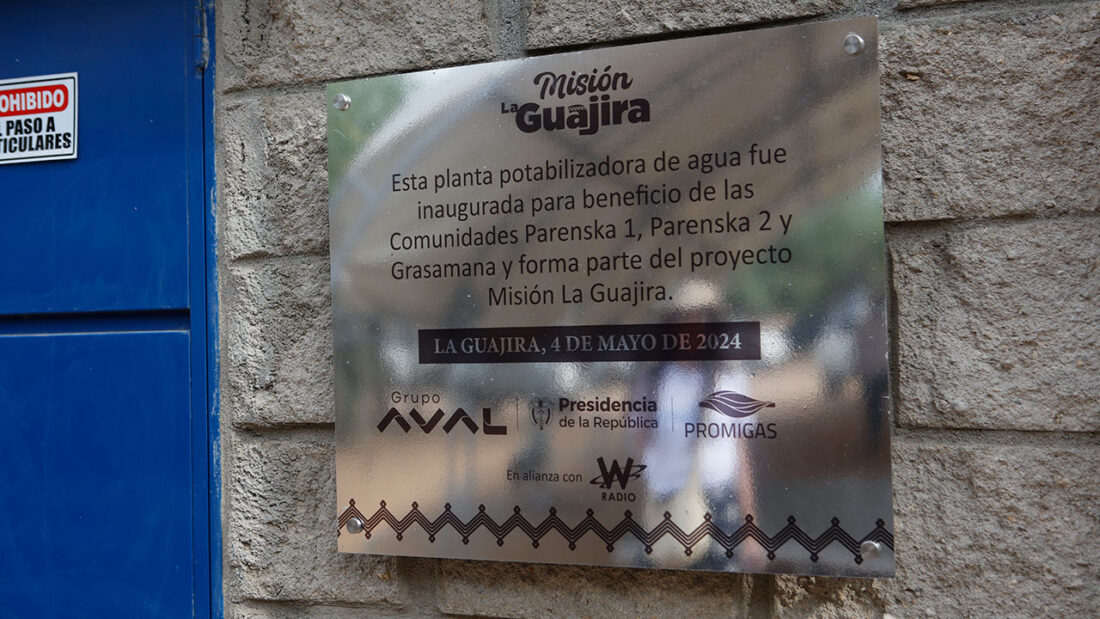 OHIBIDO
L PASO A
TICULARES
Misión
La Guajira
Esta planta potabilizadora de agua fue
inaugurada para beneficio de las
Comunidades Parenska 1, Parenska 2 y
Grasamana y forma parte del proyecto
Misión La Guajira.
LA GUAJIRA, 4 DE MAYO DE 2024
Grupo
AVAL
Presidencia
de la República
PROMIGAS
En alianza con
W
RADIO